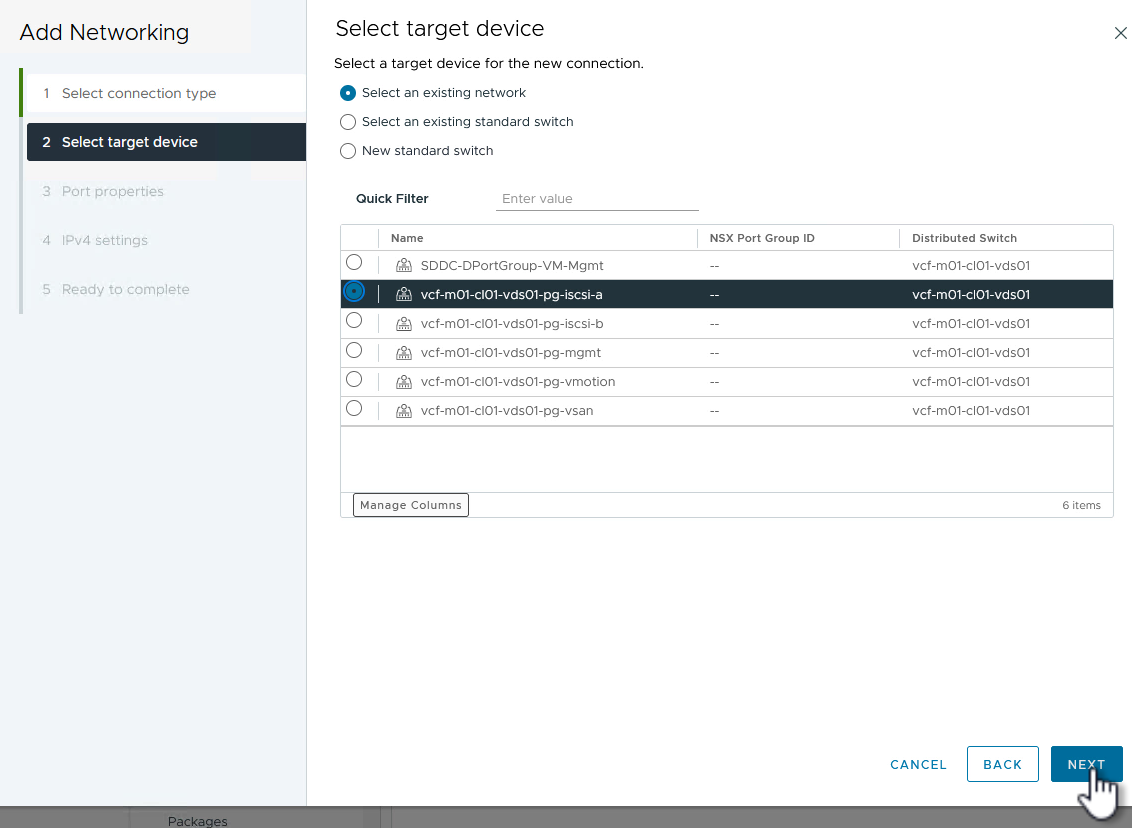 Add Networking
1 Select connection type
2 Select target device
3 Port properties
4 IPv4 settings
5 Ready to complete
Select target device
Select a target device for the new connection.
Select an existing network
Select an existing standard switch
New standard switch
Quick Filter Enter value
Name NSX Port Group ID Distributed Switch
SDDC-DPortGroup-VM-Mgmt -- vcf-m01-cl01-vds01
vcf-m01-cl01-vds01-pg-iscsi-a -- vcf-m01-cl01-vds01
vcf-m01-cl01-vds01-pg-iscsi-b -- vcf-m01-cl01-vds01
vcf-m01-cl01-vds01-pg-mgmt -- vcf-m01-cl01-vds01
vcf-m01-cl01-vds01-pg-vmotion -- vcf-m01-cl01-vds01
vcf-m01-cl01-vds01-pg-vsan -- vcf-m01-cl01-vds01
Manage Columns 6 items
CANCEL BACK NEXT
Packages